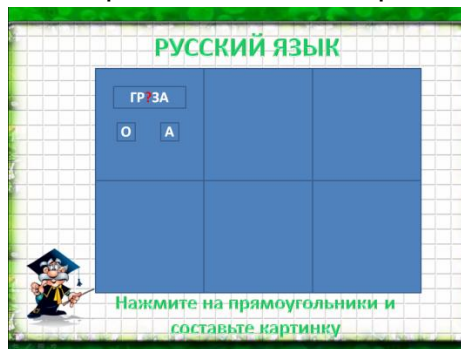 РУССКИЙ ЯЗЫК
ГР?ЗА
О А
Нажмите на прямоугольники и
составьте картинку